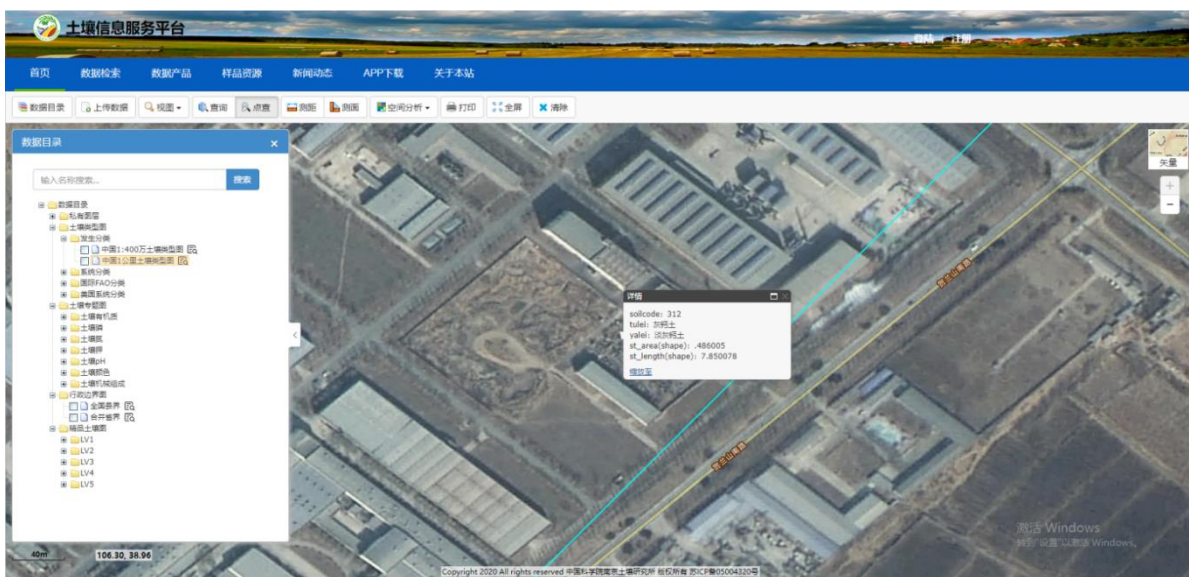 土壤信息服务平台
登陆 注册
首页 数据检索 数据产品 样品资源 新闻动态 APP下载 关于本站
数据目录 上传数据 视图 查询 点查 测距 测面 空间分析 打印 全屏 清除
数据目录 ×
输入名称搜索... 搜索
数据目录
私有图层
土壤类型图
发生分类
中国1:400万土壤类型图
中国1公里土壤类型图
系统分类
国际FAO分类
美国系统分类
土壤专题图
土壤有机质
土壤磷
土壤氮
土壤钾
土壤pH
土壤颜色
土壤机械组成
行政边界图
全国县界
合并省界
精品土壤图
LV1
LV2
LV3
LV4
LV5
详情
soilcode: 312
tulei: 灰钙土
yalei: 淡灰钙土
st_area(shape): .486005
st_length(shape): 7.850078
缩放至
贺兰山南路
贺兰山南路
矢量
+
-
激活 Windows
转到"设置"以激活 Windows。
40m 106.30, 38.96
Copyright 2020 All rights reserved 中国科学院南京土壤研究所 版权所有 苏ICP备05004320号